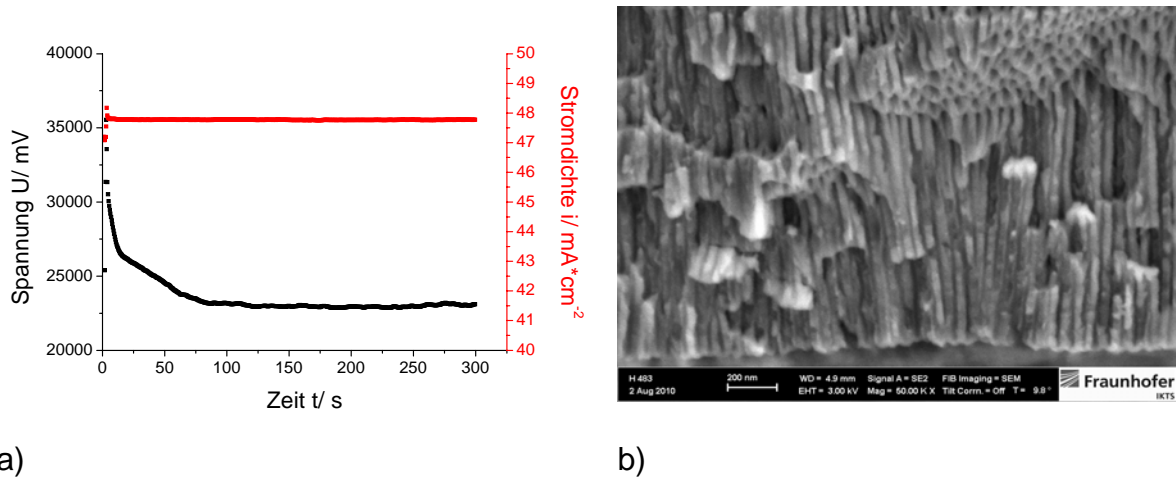 40000
35000
30000
25000
20000
Spannung U/ mV
0 50 100 150 200 250 300
Zeit t/ s
50
49
48
47
46
45
44
43
42
41
40
Stromdichte i/ mA*cm-2
H 483
2 Aug 2010
200 nm
WD = 4.9 mm Signal A = SE2 FIB Imaging = SEM
EHT = 3.00 kV Mag = 50.00 K X Tilt Corrn. = Off T = 9.8°
Fraunhofer
IKTS
a)
b)